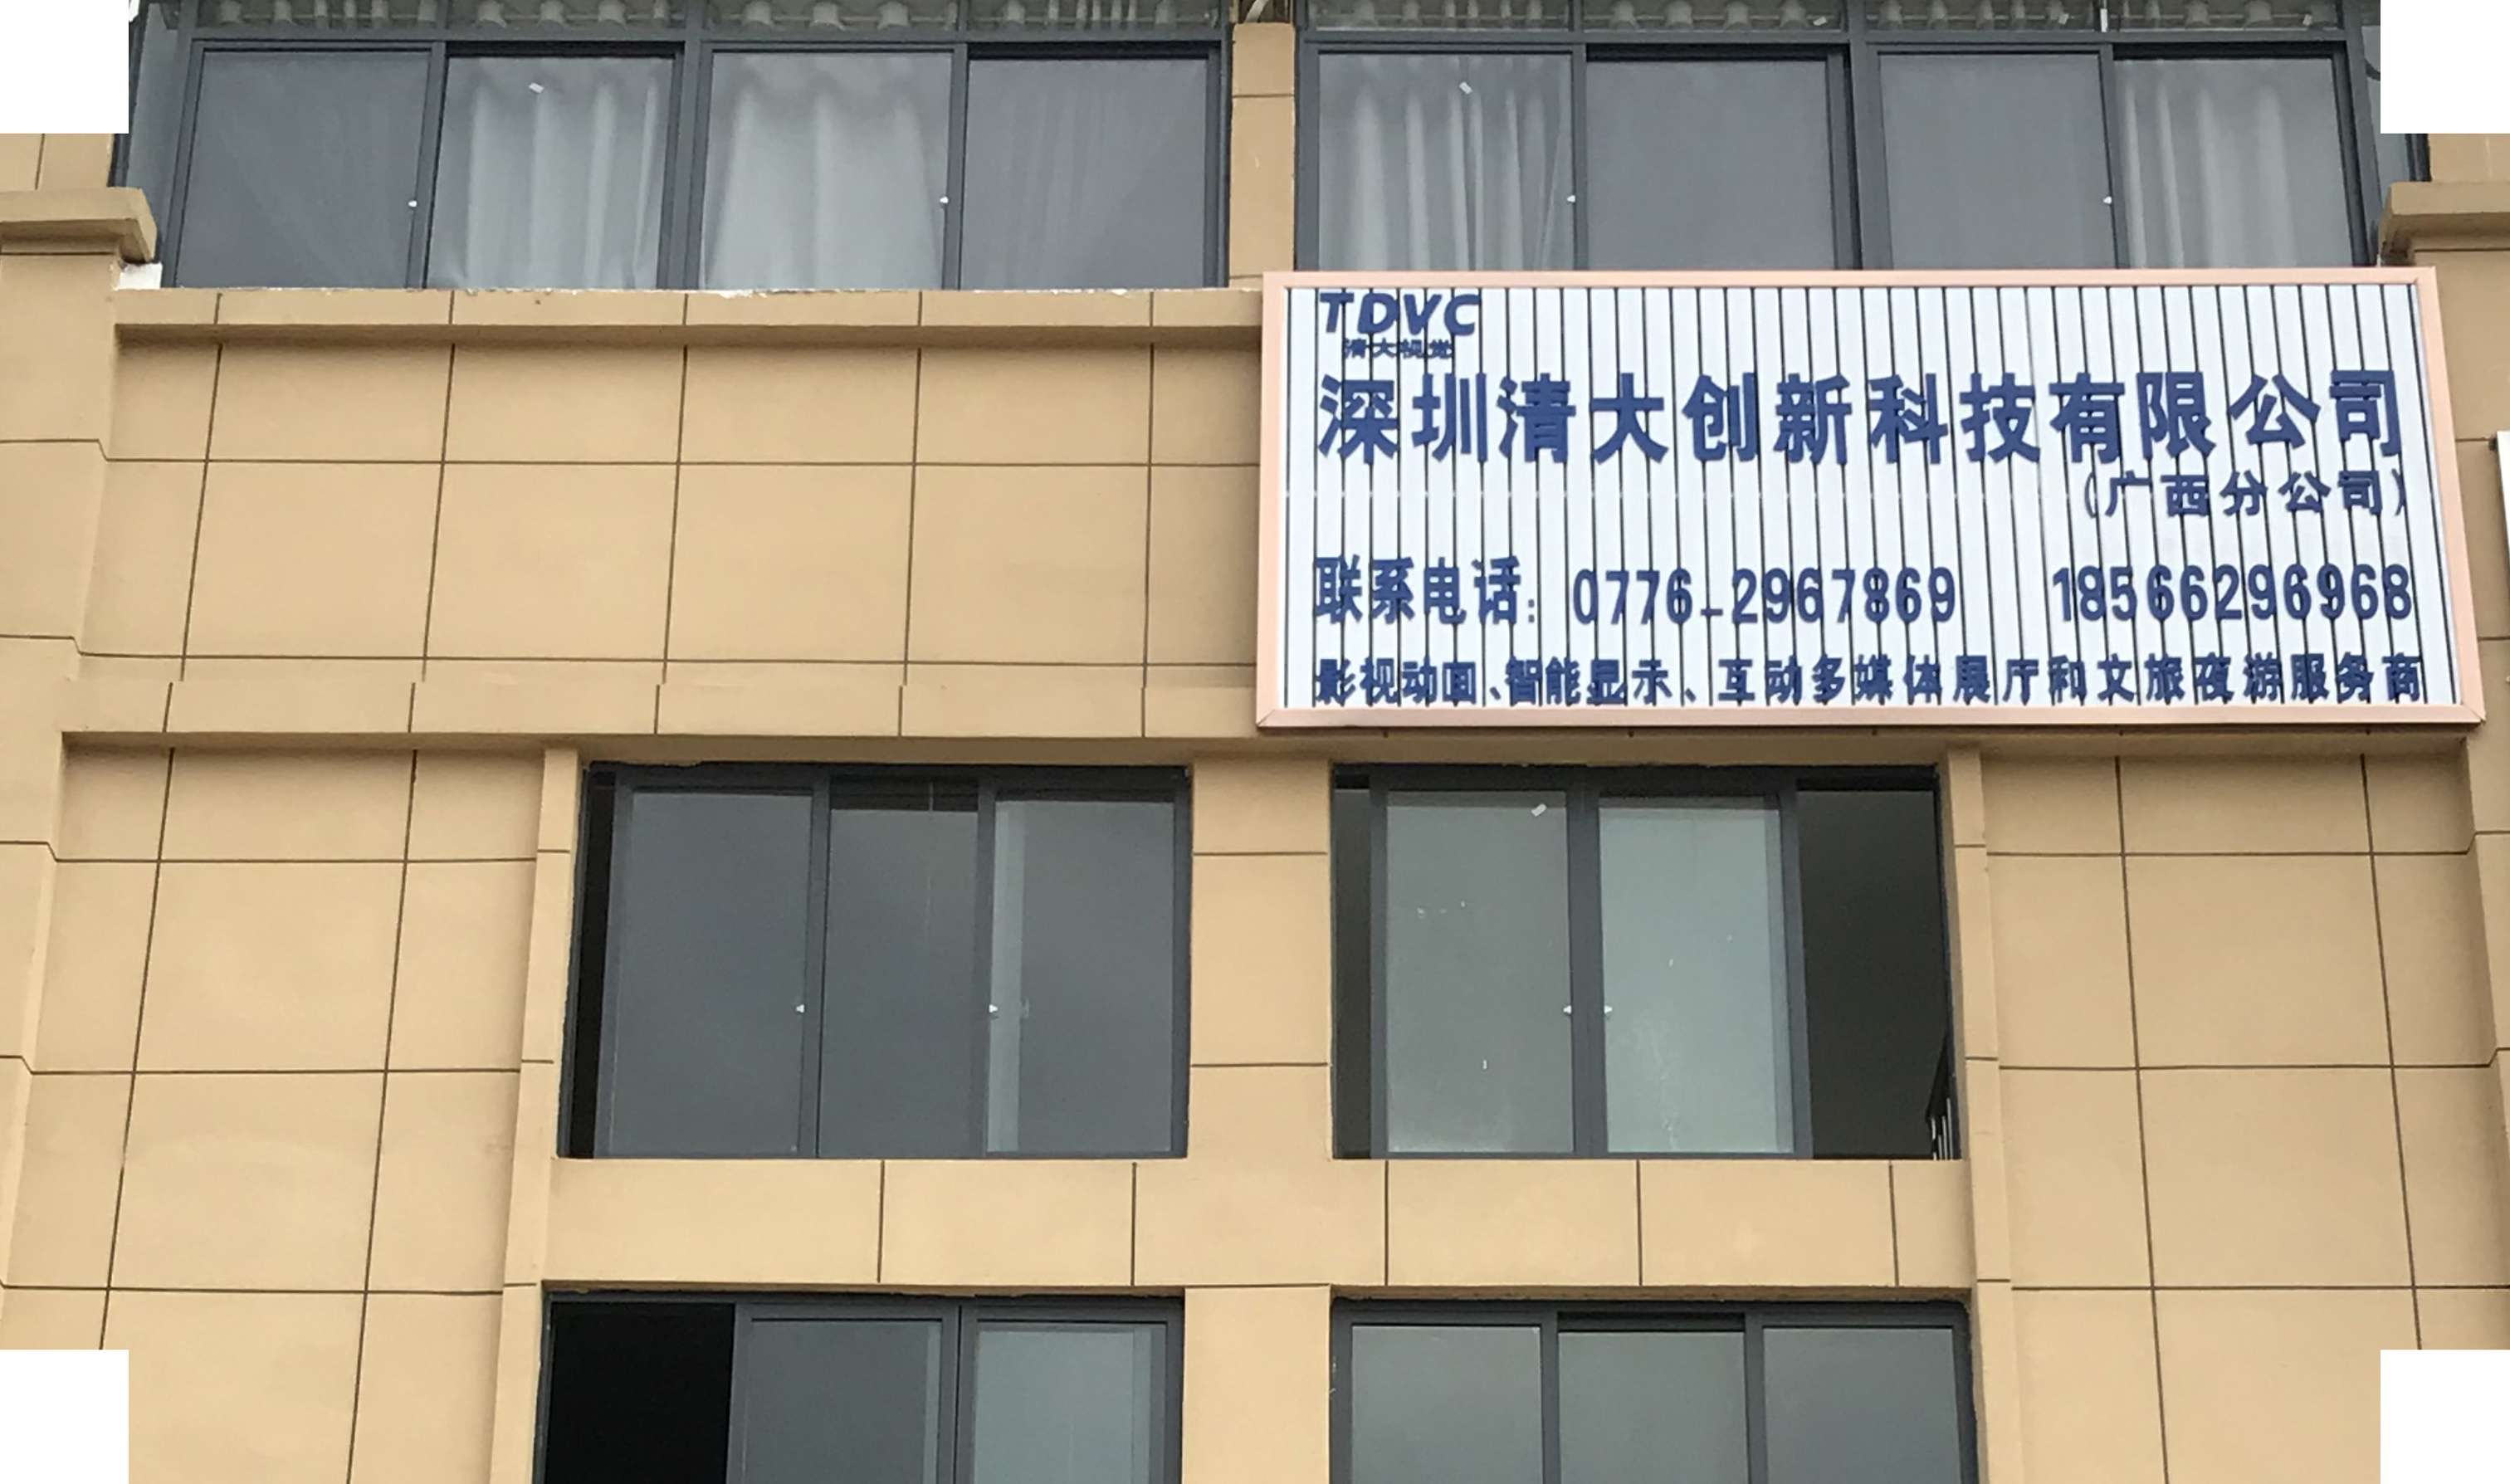 TDVC
清大视觉
深圳清大创新科技有限公司
(广西分公司)
联系电话: 0776-2967869 18566296968
影视动画、智能显示、互动多媒体展厅和文旅夜游服务商